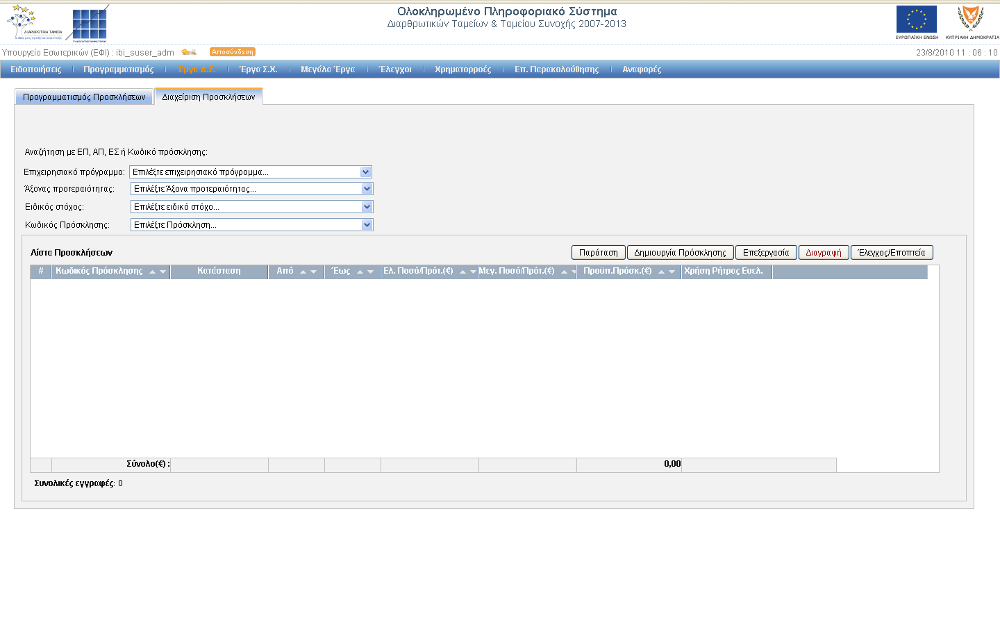 Ολοκληρωμένο Πληροφοριακό Σύστημα
Διαρθρωτικών Ταμείων & Ταμείου Συνοχής 2007-2013
ΔΙΑΡΘΡΩΤΙΚΑ ΤΑΜΕΙΑ
ΕΥΡΩΠΑΪΚΗ ΕΝΩΣΗ
ΚΥΠΡΙΑΚΗ ΔΗΜΟΚΡΑΤΙΑ
Υπουργείο Εσωτερικών (ΕΦΙ) : ibi_suser_adm
Αποσύνδεση
23/8/2010 11 : 06 : 10
Ειδοποιήσεις Προγραμματισμός Έργα Δ.Σ. Έργα Σ.Χ. Μεγάλα Έργα Έλεγχοι Χρηματορροές Επ. Παρακολούθησης Αναφορές
Προγραμματισμός Προσκλήσεων Διαχείριση Προσκλήσεων
Αναζήτηση με ΕΠ, ΑΠ, ΕΣ ή Κωδικό πρόσκλησης:
Επιχειρησιακό πρόγραμμα: Επιλέξτε επιχειρησιακό πρόγραμμα...
Άξονας προτεραιότητας: Επιλέξτε Άξονα προτεραιότητας...
Ειδικός στόχος: Επιλέξτε ειδικό στόχο...
Κωδικός Πρόσκλησης: Επιλέξτε Πρόσκληση...
Λίστα Προσκλήσεων Παράταση Δημιουργία Πρόσκλησης Επεξεργασία Διαγραφή Έλεγχος/Εποπτεία
# Κωδικός Πρόσκλησης Κατάσταση Από Έως Ελ. Ποσό/Πρότ.(€) Μεγ. Ποσό/Πρότ.(€) Προϋπ.Πρόσκ.(€) Χρήση Ρήτρας Ευελ.
Σύνολο(€) : 0,00
Συνολικές εγγραφές: 0